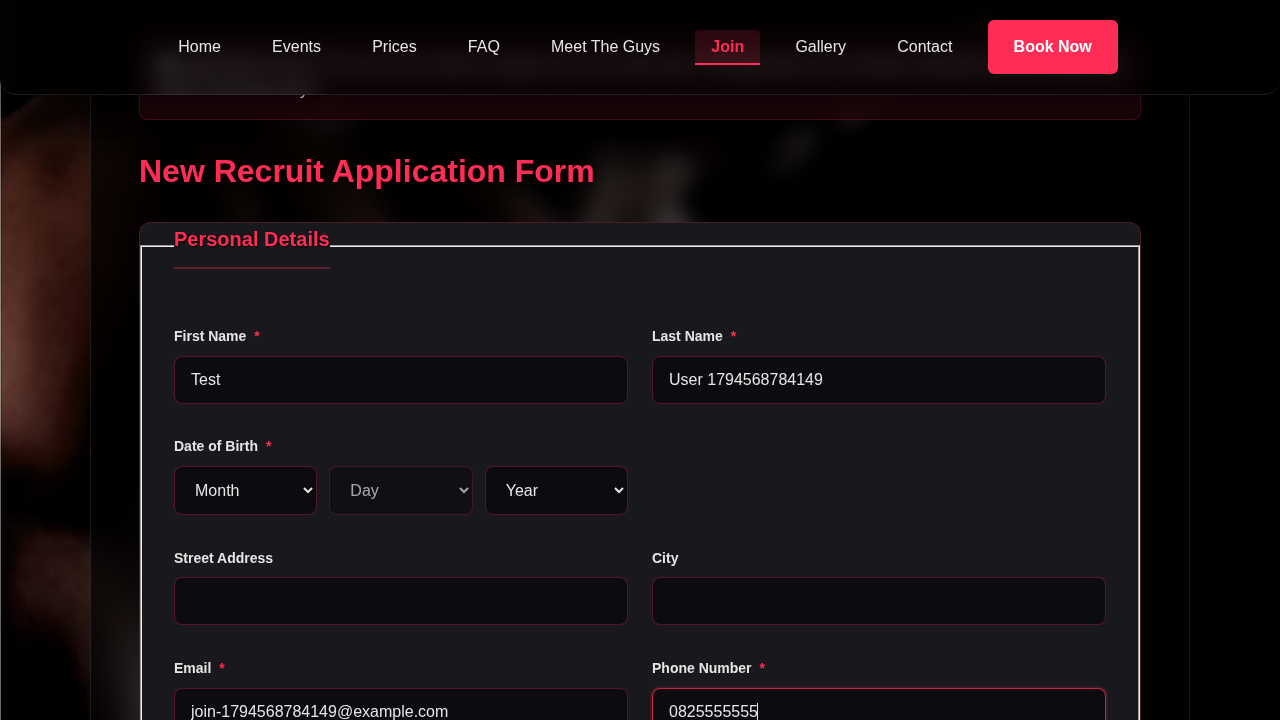 Home Events Prices FAQ Meet The Guys Join Gallery Contact Book Now
New Recruit Application Form
Personal Details
First Name * Last Name *
Test User 1794568784149
Date of Birth *
Month Day Year
Street Address City
Email * Phone Number *
join-1794568784149@example.com 0825555555